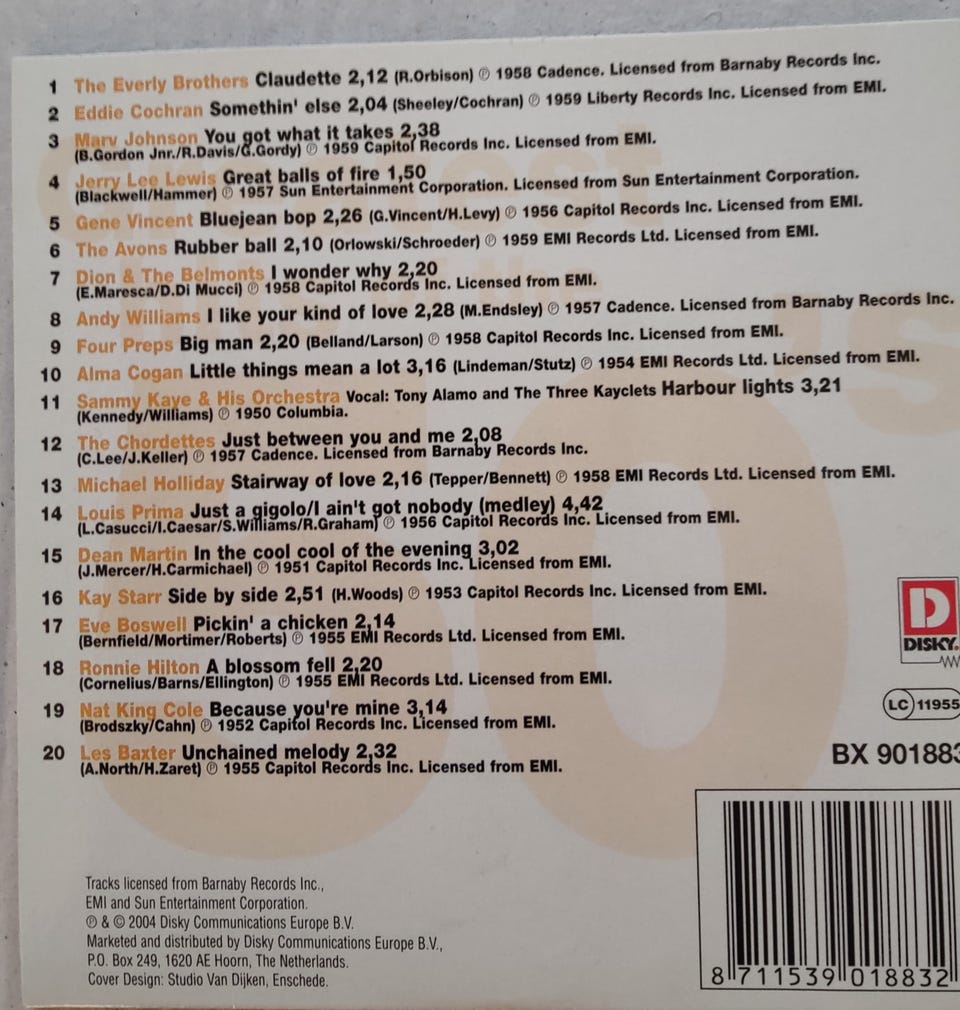 1 The Everly Brothers Claudette 2,12 (R.Orbison) ℗ 1958 Cadence. Licensed from Barnaby Records Inc.
2 Eddie Cochran Somethin' else 2,04 (Sheeley/Cochran) ℗ 1959 Liberty Records Inc. Licensed from EMI.
3 Marv Johnson You got what it takes 2,38
(B.Gordon Jnr./R.Davis/G.Gordy) ℗ 1959 Capitol Records Inc. Licensed from EMI.
4 Jerry Lee Lewis Great balls of fire 1,50
(Blackwell/Hammer) ℗ 1957 Sun Entertainment Corporation. Licensed from Sun Entertainment Corporation.
5 Gene Vincent Bluejean bop 2,26 (G.Vincent/H.Levy) ℗ 1956 Capitol Records Inc. Licensed from EMI.
6 The Avons Rubber ball 2,10 (Orlowski/Schroeder) ℗ 1959 EMI Records Ltd. Licensed from EMI.
7 Dion & The Belmonts I wonder why 2,20
(E.Maresca/D.Di Mucci) ℗ 1958 Capitol Records Inc. Licensed from EMI.
8 Andy Williams I like your kind of love 2,28 (M.Endsley) ℗ 1957 Cadence. Licensed from Barnaby Records Inc.
9 Four Preps Big man 2,20 (Belland/Larson) ℗ 1958 Capitol Records Inc. Licensed from EMI.
10 Alma Cogan Little things mean a lot 3,16 (Lindeman/Stutz) ℗ 1954 EMI Records Ltd. Licensed from EMI.
11 Sammy Kaye & His Orchestra Vocal: Tony Alamo and The Three Kayclets Harbour lights 3,21
(Kennedy/Williams) ℗ 1950 Columbia.
12 The Chordettes Just between you and me 2,08
(C.Lee/J.Keller) ℗ 1957 Cadence. Licensed from Barnaby Records Inc.
13 Michael Holliday Stairway of love 2,16 (Tepper/Bennett) ℗ 1958 EMI Records Ltd. Licensed from EMI.
14 Louis Prima Just a gigolo/I ain't got nobody (medley) 4,42
(L.Casucci/I.Caesar/S.Williams/R.Graham) ℗ 1956 Capitol Records Inc. Licensed from EMI.
15 Dean Martin In the cool cool of the evening 3,02
(J.Mercer/H.Carmichael) ℗ 1951 Capitol Records Inc. Licensed from EMI.
16 Kay Starr Side by side 2,51 (H.Woods) ℗ 1953 Capitol Records Inc. Licensed from EMI.
17 Eve Boswell Pickin' a chicken 2,14
(Bernfield/Mortimer/Roberts) ℗ 1955 EMI Records Ltd. Licensed from EMI.
18 Ronnie Hilton A blossom fell 2,20
(Cornelius/Barns/Ellington) ℗ 1955 EMI Records Ltd. Licensed from EMI.
19 Nat King Cole Because you're mine 3,14
(Brodszky/Cahn) ℗ 1952 Capitol Records Inc. Licensed from EMI.
20 Les Baxter Unchained melody 2,32
(A.North/H.Zaret) ℗ 1955 Capitol Records Inc. Licensed from EMI.
DISKY.
LC 11955
BX 901883
Tracks licensed from Barnaby Records Inc.,
EMI and Sun Entertainment Corporation.
℗ & © 2004 Disky Communications Europe B.V.
Marketed and distributed by Disky Communications Europe B.V.,
P.O. Box 249, 1620 AE Hoorn, The Netherlands.
Cover Design: Studio Van Dijken, Enschede.
8 711539 018832